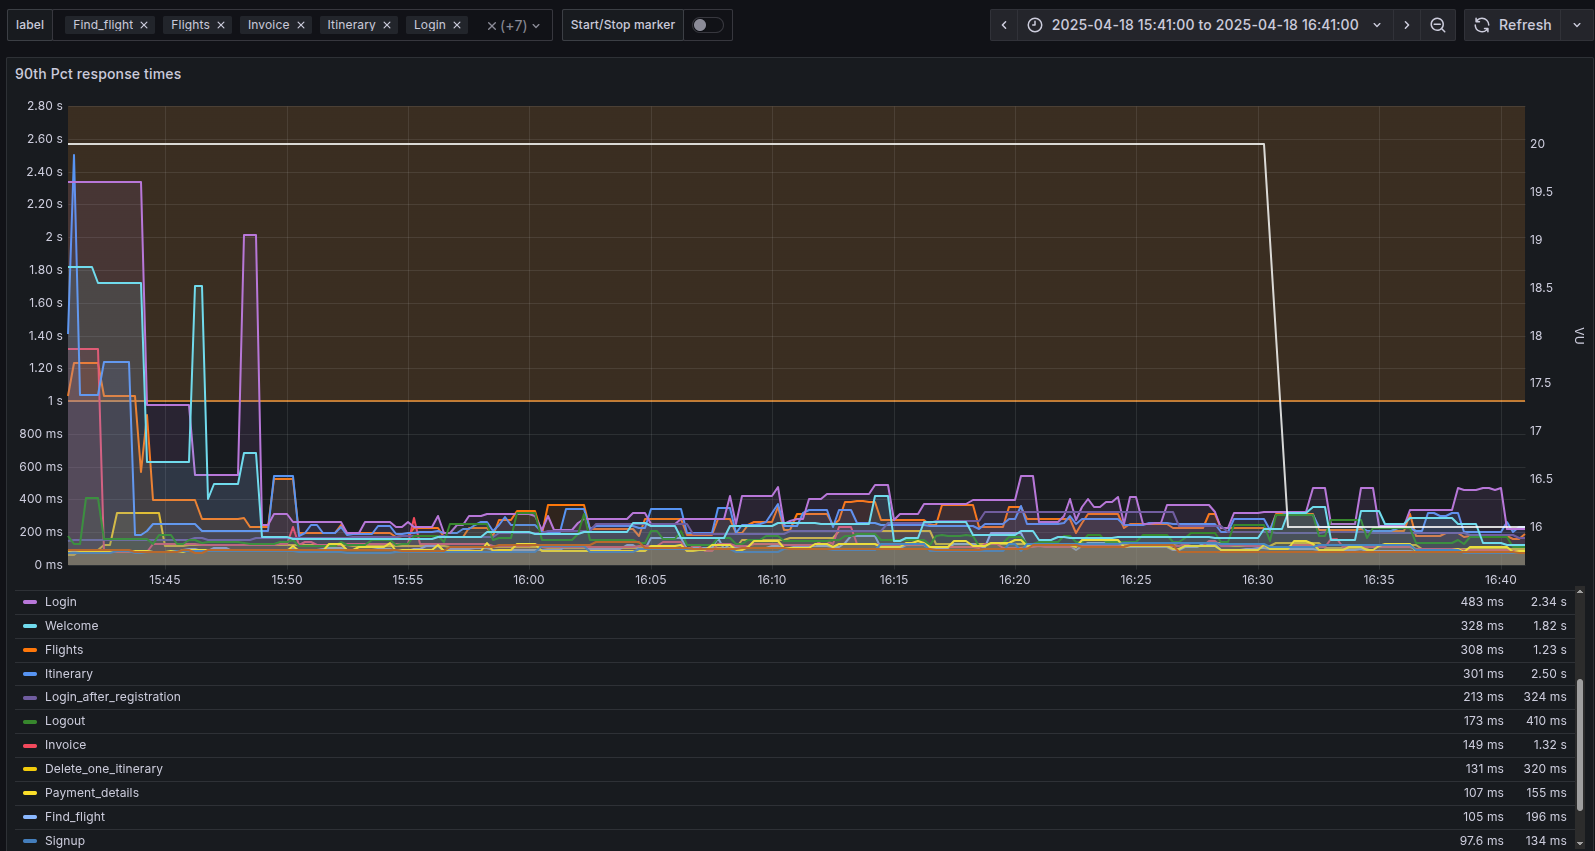 label Find_flight × Flights × Invoice × Itinerary × Login × × (+7) Start/Stop marker 2025-04-18 15:41:00 to 2025-04-18 16:41:00 Refresh
90th Pct response times
2.80 s
2.60 s
2.40 s
2.20 s
2 s
1.80 s
1.60 s
1.40 s
1.20 s
1 s
800 ms
600 ms
400 ms
200 ms
0 ms
20
19.5
19
18.5
18
17.5
17
16.5
16
VU
15:45 15:50 15:55 16:00 16:05 16:10 16:15 16:20 16:25 16:30 16:35 16:40
Login 483 ms 2.34 s
Welcome 328 ms 1.82 s
Flights 308 ms 1.23 s
Itinerary 301 ms 2.50 s
Login_after_registration 213 ms 324 ms
Logout 173 ms 410 ms
Invoice 149 ms 1.32 s
Delete_one_itinerary 131 ms 320 ms
Payment_details 107 ms 155 ms
Find_flight 105 ms 196 ms
Signup 97.6 ms 134 ms